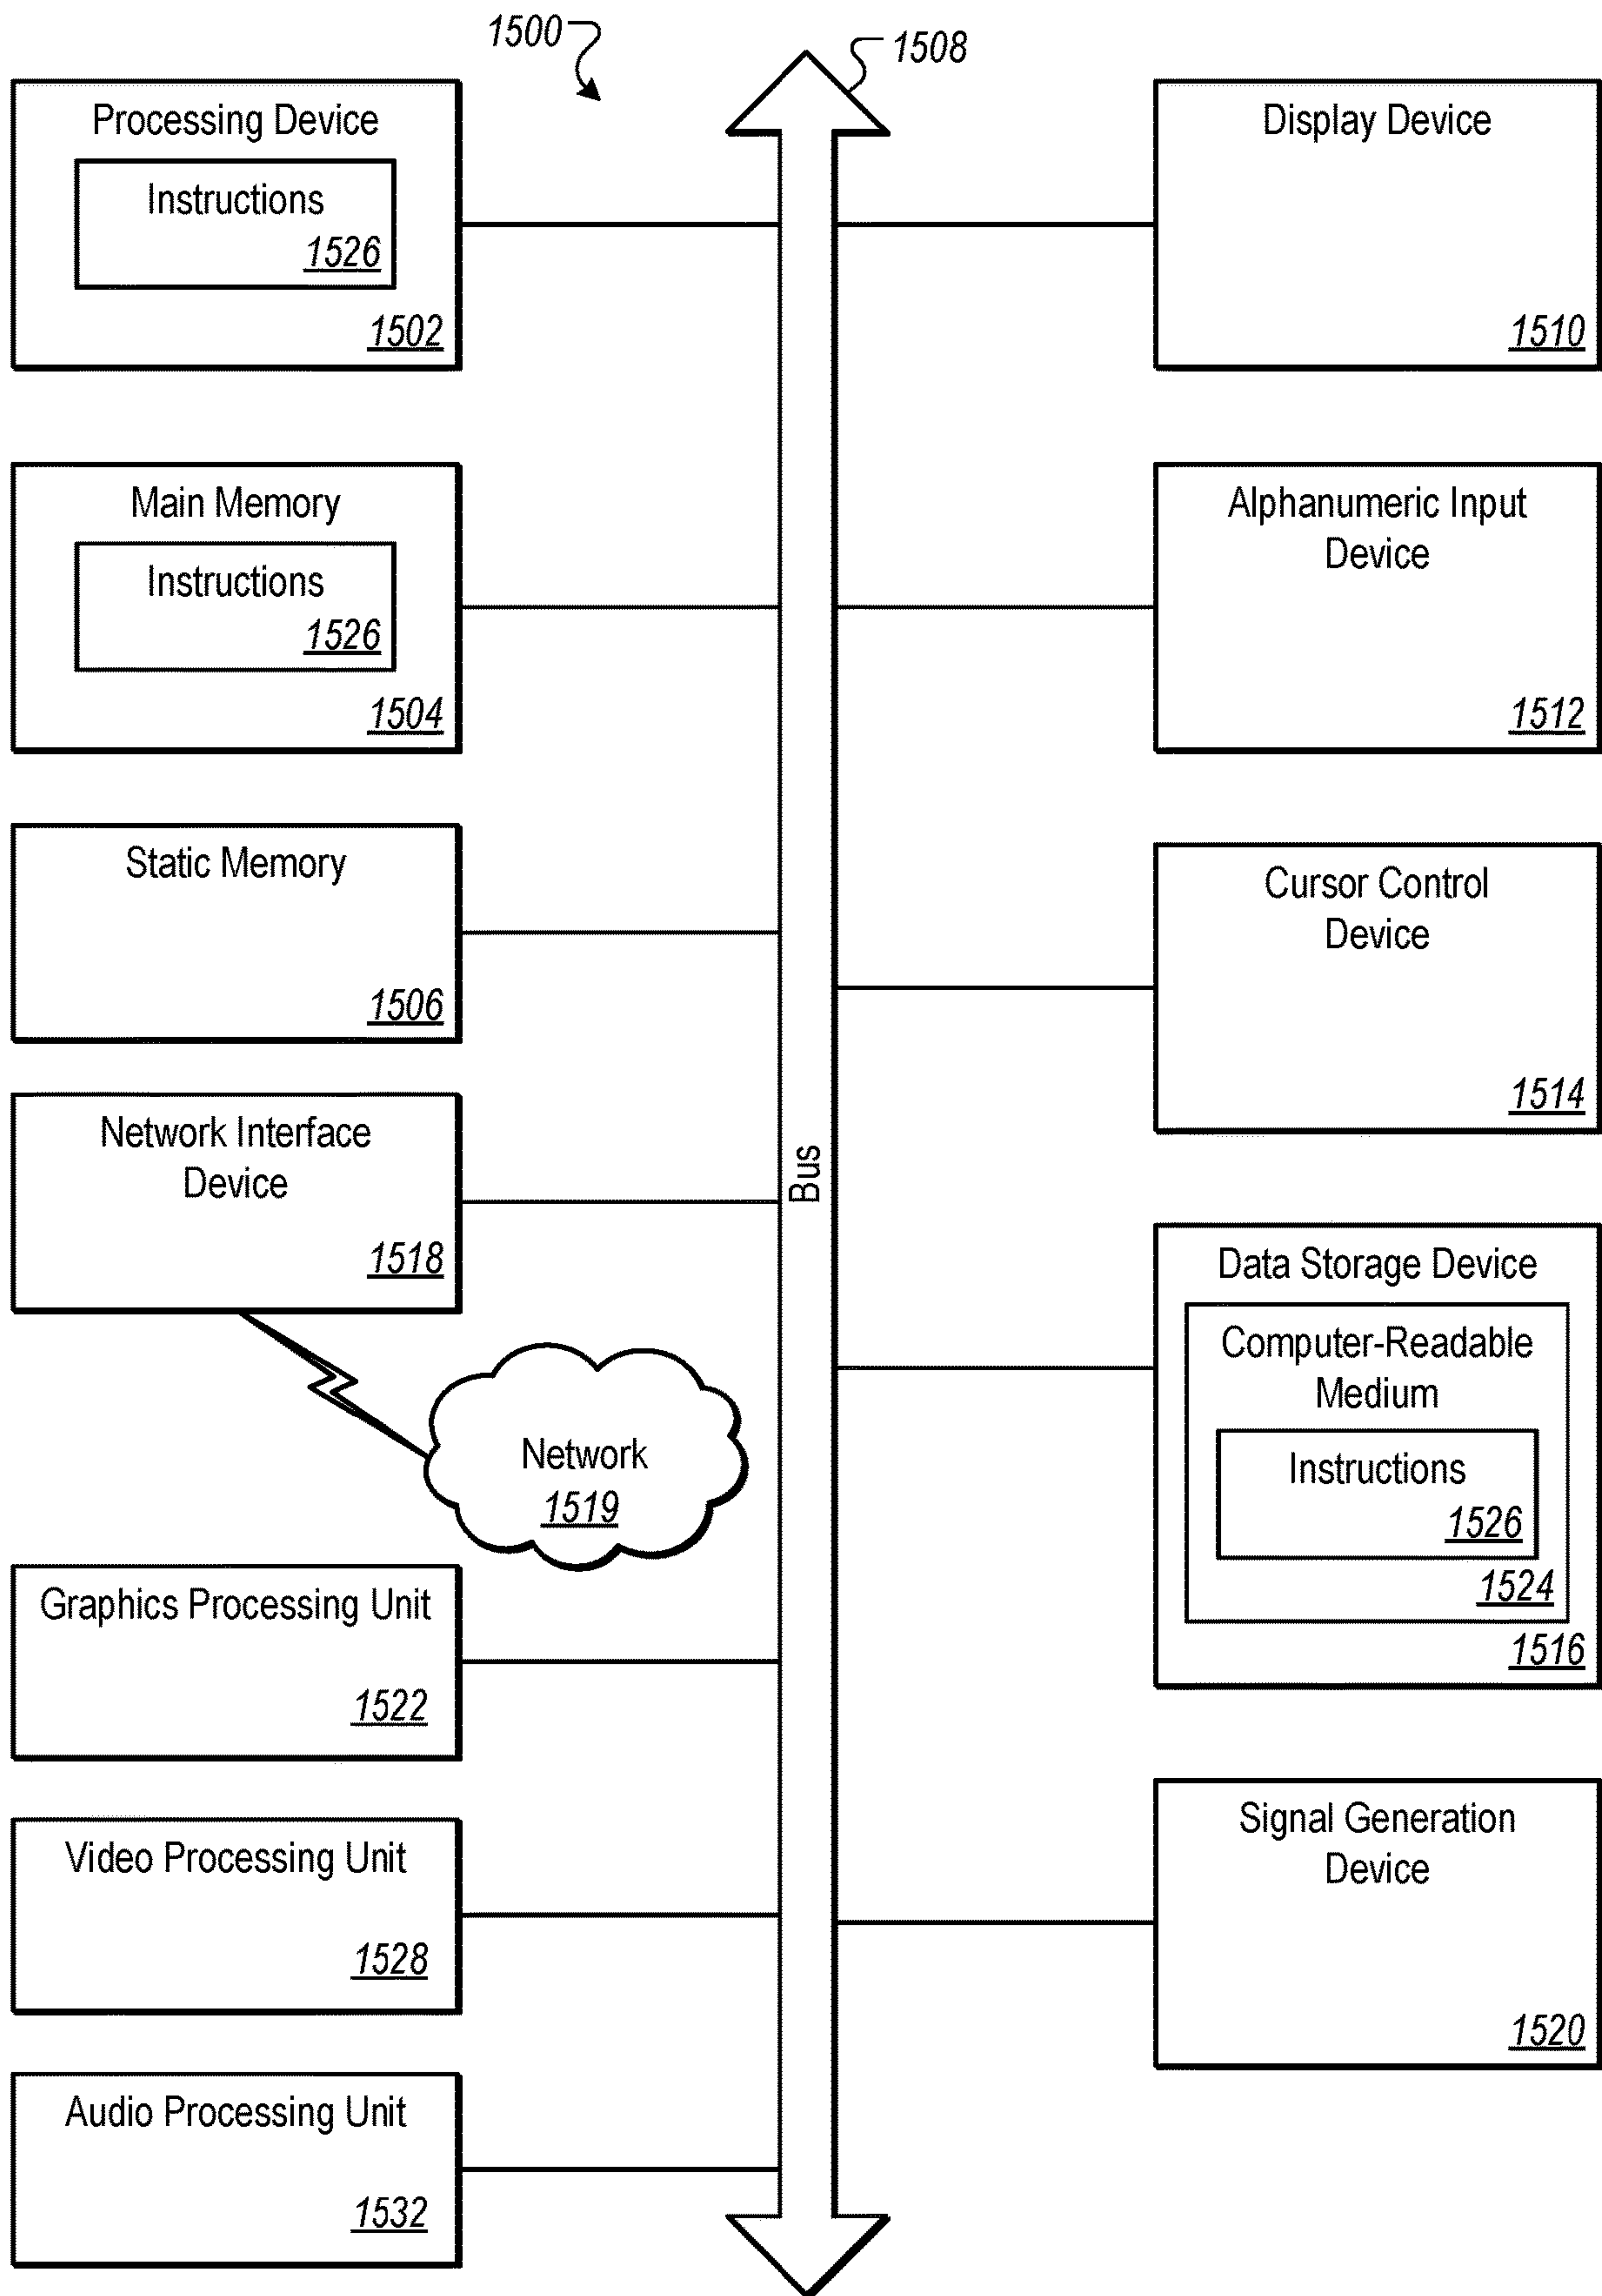 1500
1508
Processing Device
Instructions
1526
1502
Main Memory
Instructions
1526
1504
Static Memory
1506
Network Interface
Device
1518
Network
1519
Graphics Processing Unit
1522
Video Processing Unit
1528
Audio Processing Unit
1532
Bus
Display Device
1510
Alphanumeric Input
Device
1512
Cursor Control
Device
1514
Data Storage Device
Computer-Readable
Medium
Instructions
1526
1524
1516
Signal Generation
Device
1520